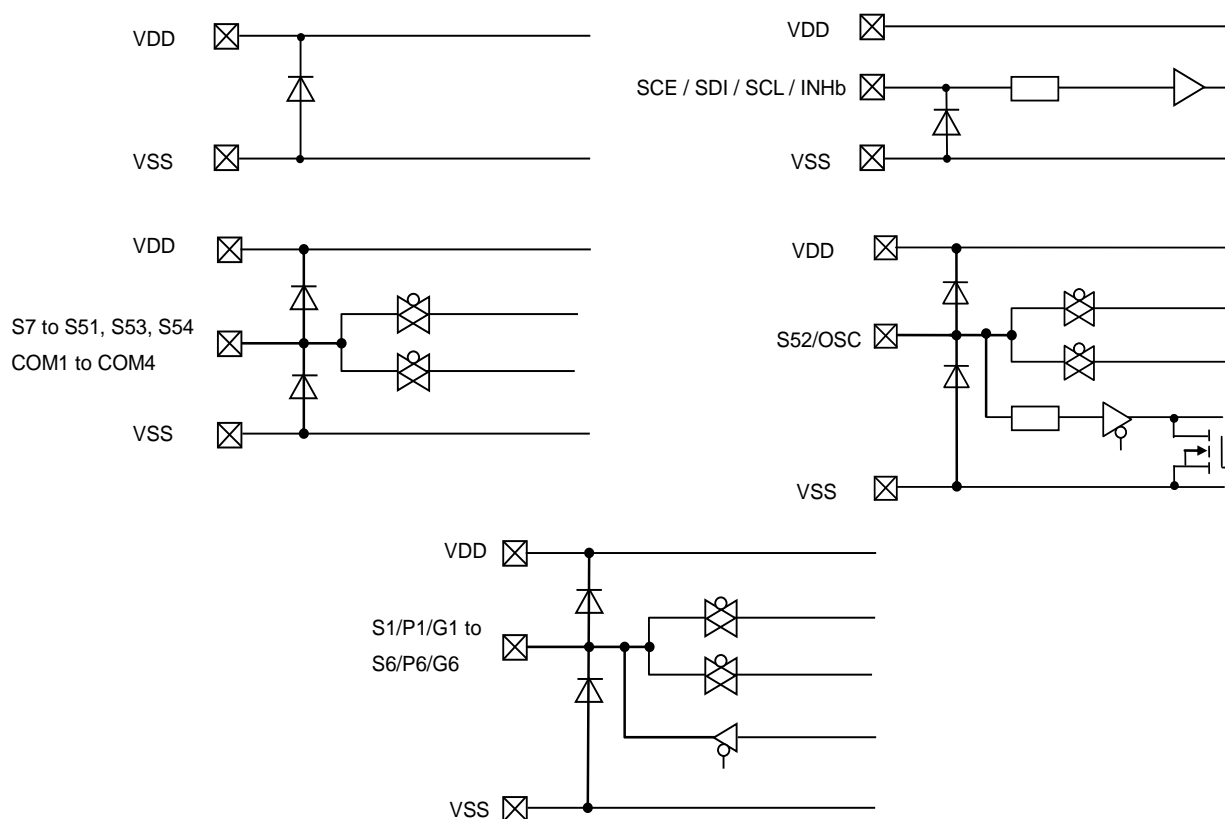 VDD
VSS
VDD
SCE / SDI / SCL / INHb
VSS
VDD
S7 to S51, S53, S54
COM1 to COM4
VSS
VDD
S52/OSC
VSS
VDD
S1/P1/G1 to
S6/P6/G6
VSS